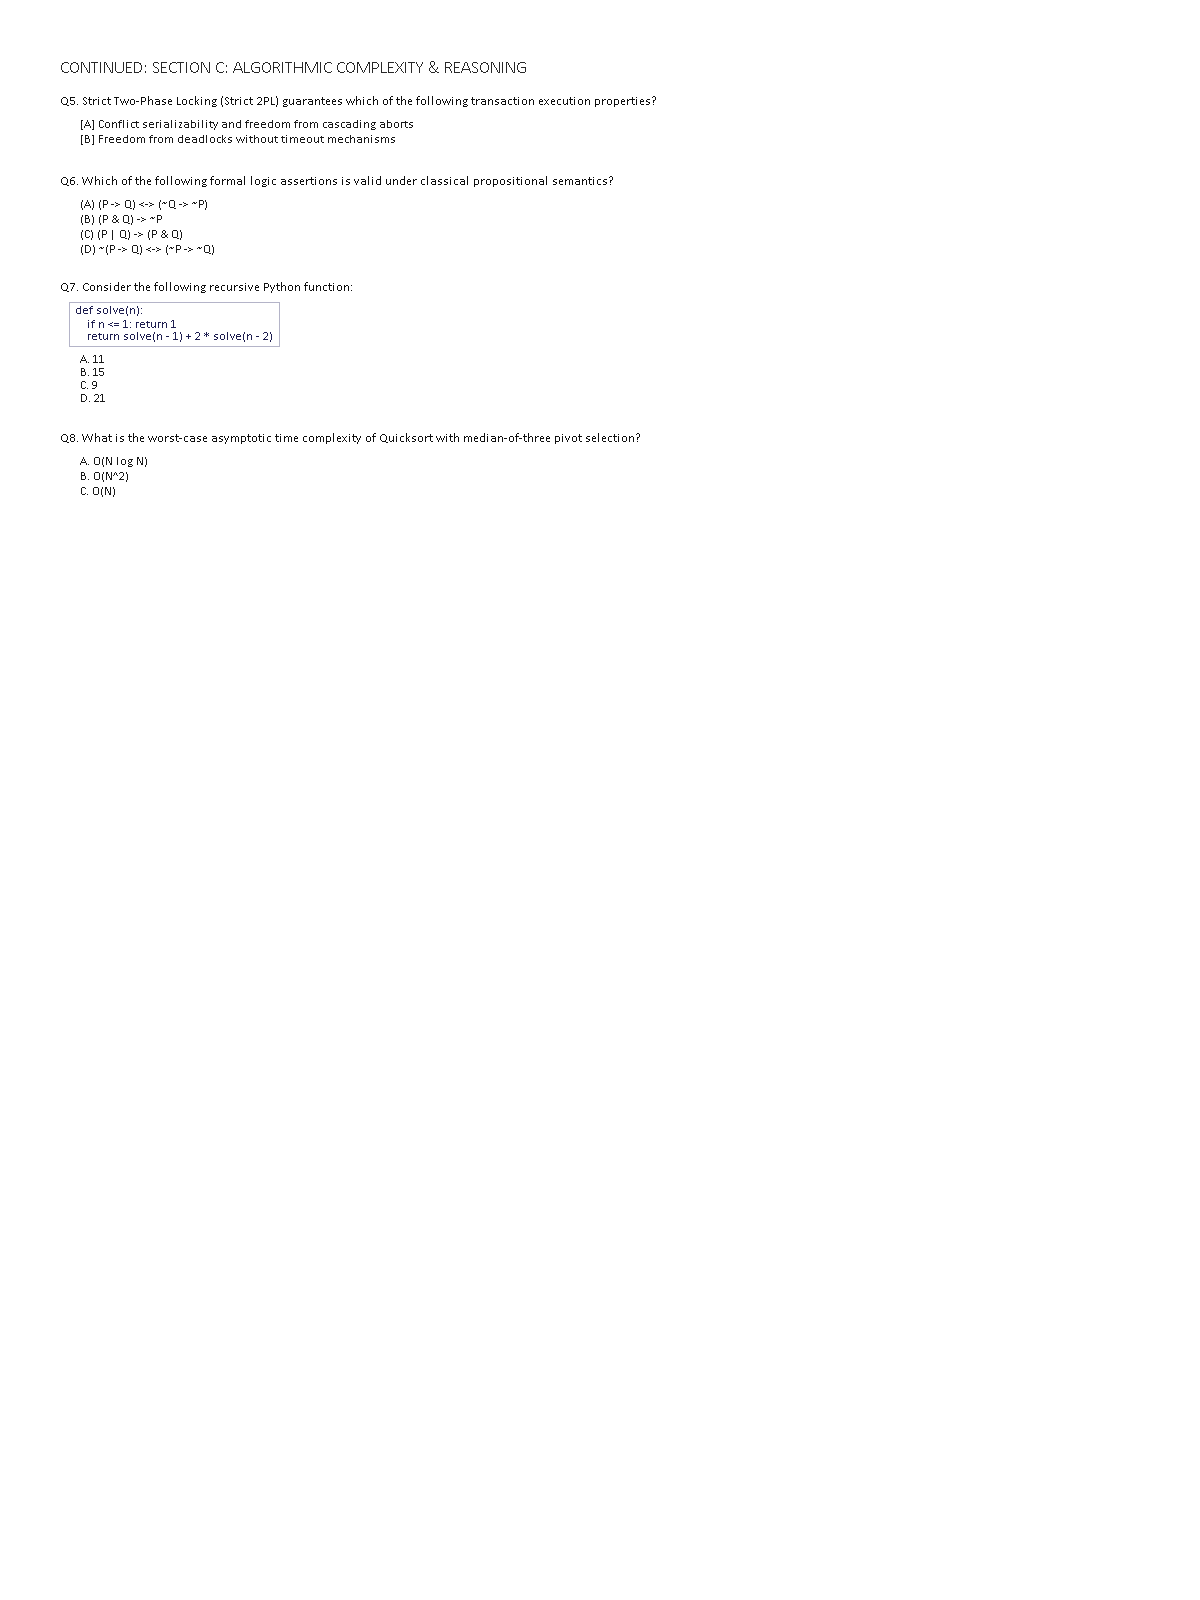 CONTINUED: SECTION C: ALGORITHMIC COMPLEXITY & REASONING
Q5. Strict Two-Phase Locking (Strict 2PL) guarantees which of the following transaction execution properties?
[A] Conflict serializability and freedom from cascading aborts
[B] Freedom from deadlocks without timeout mechanisms
Q6. Which of the following formal logic assertions is valid under classical propositional semantics?
(A) (P -> Q) <-> (~Q -> ~P)
(B) (P & Q) -> ~P
(C) (P | Q) -> (P & Q)
(D) ~(P -> Q) <-> (~P -> ~Q)
Q7. Consider the following recursive Python function:
def solve(n):
    if n <= 1: return 1
    return solve(n - 1) + 2 * solve(n - 2)
A. 11
B. 15
C. 9
D. 21
Q8. What is the worst-case asymptotic time complexity of Quicksort with median-of-three pivot selection?
A. O(N log N)
B. O(N^2)
C. O(N)